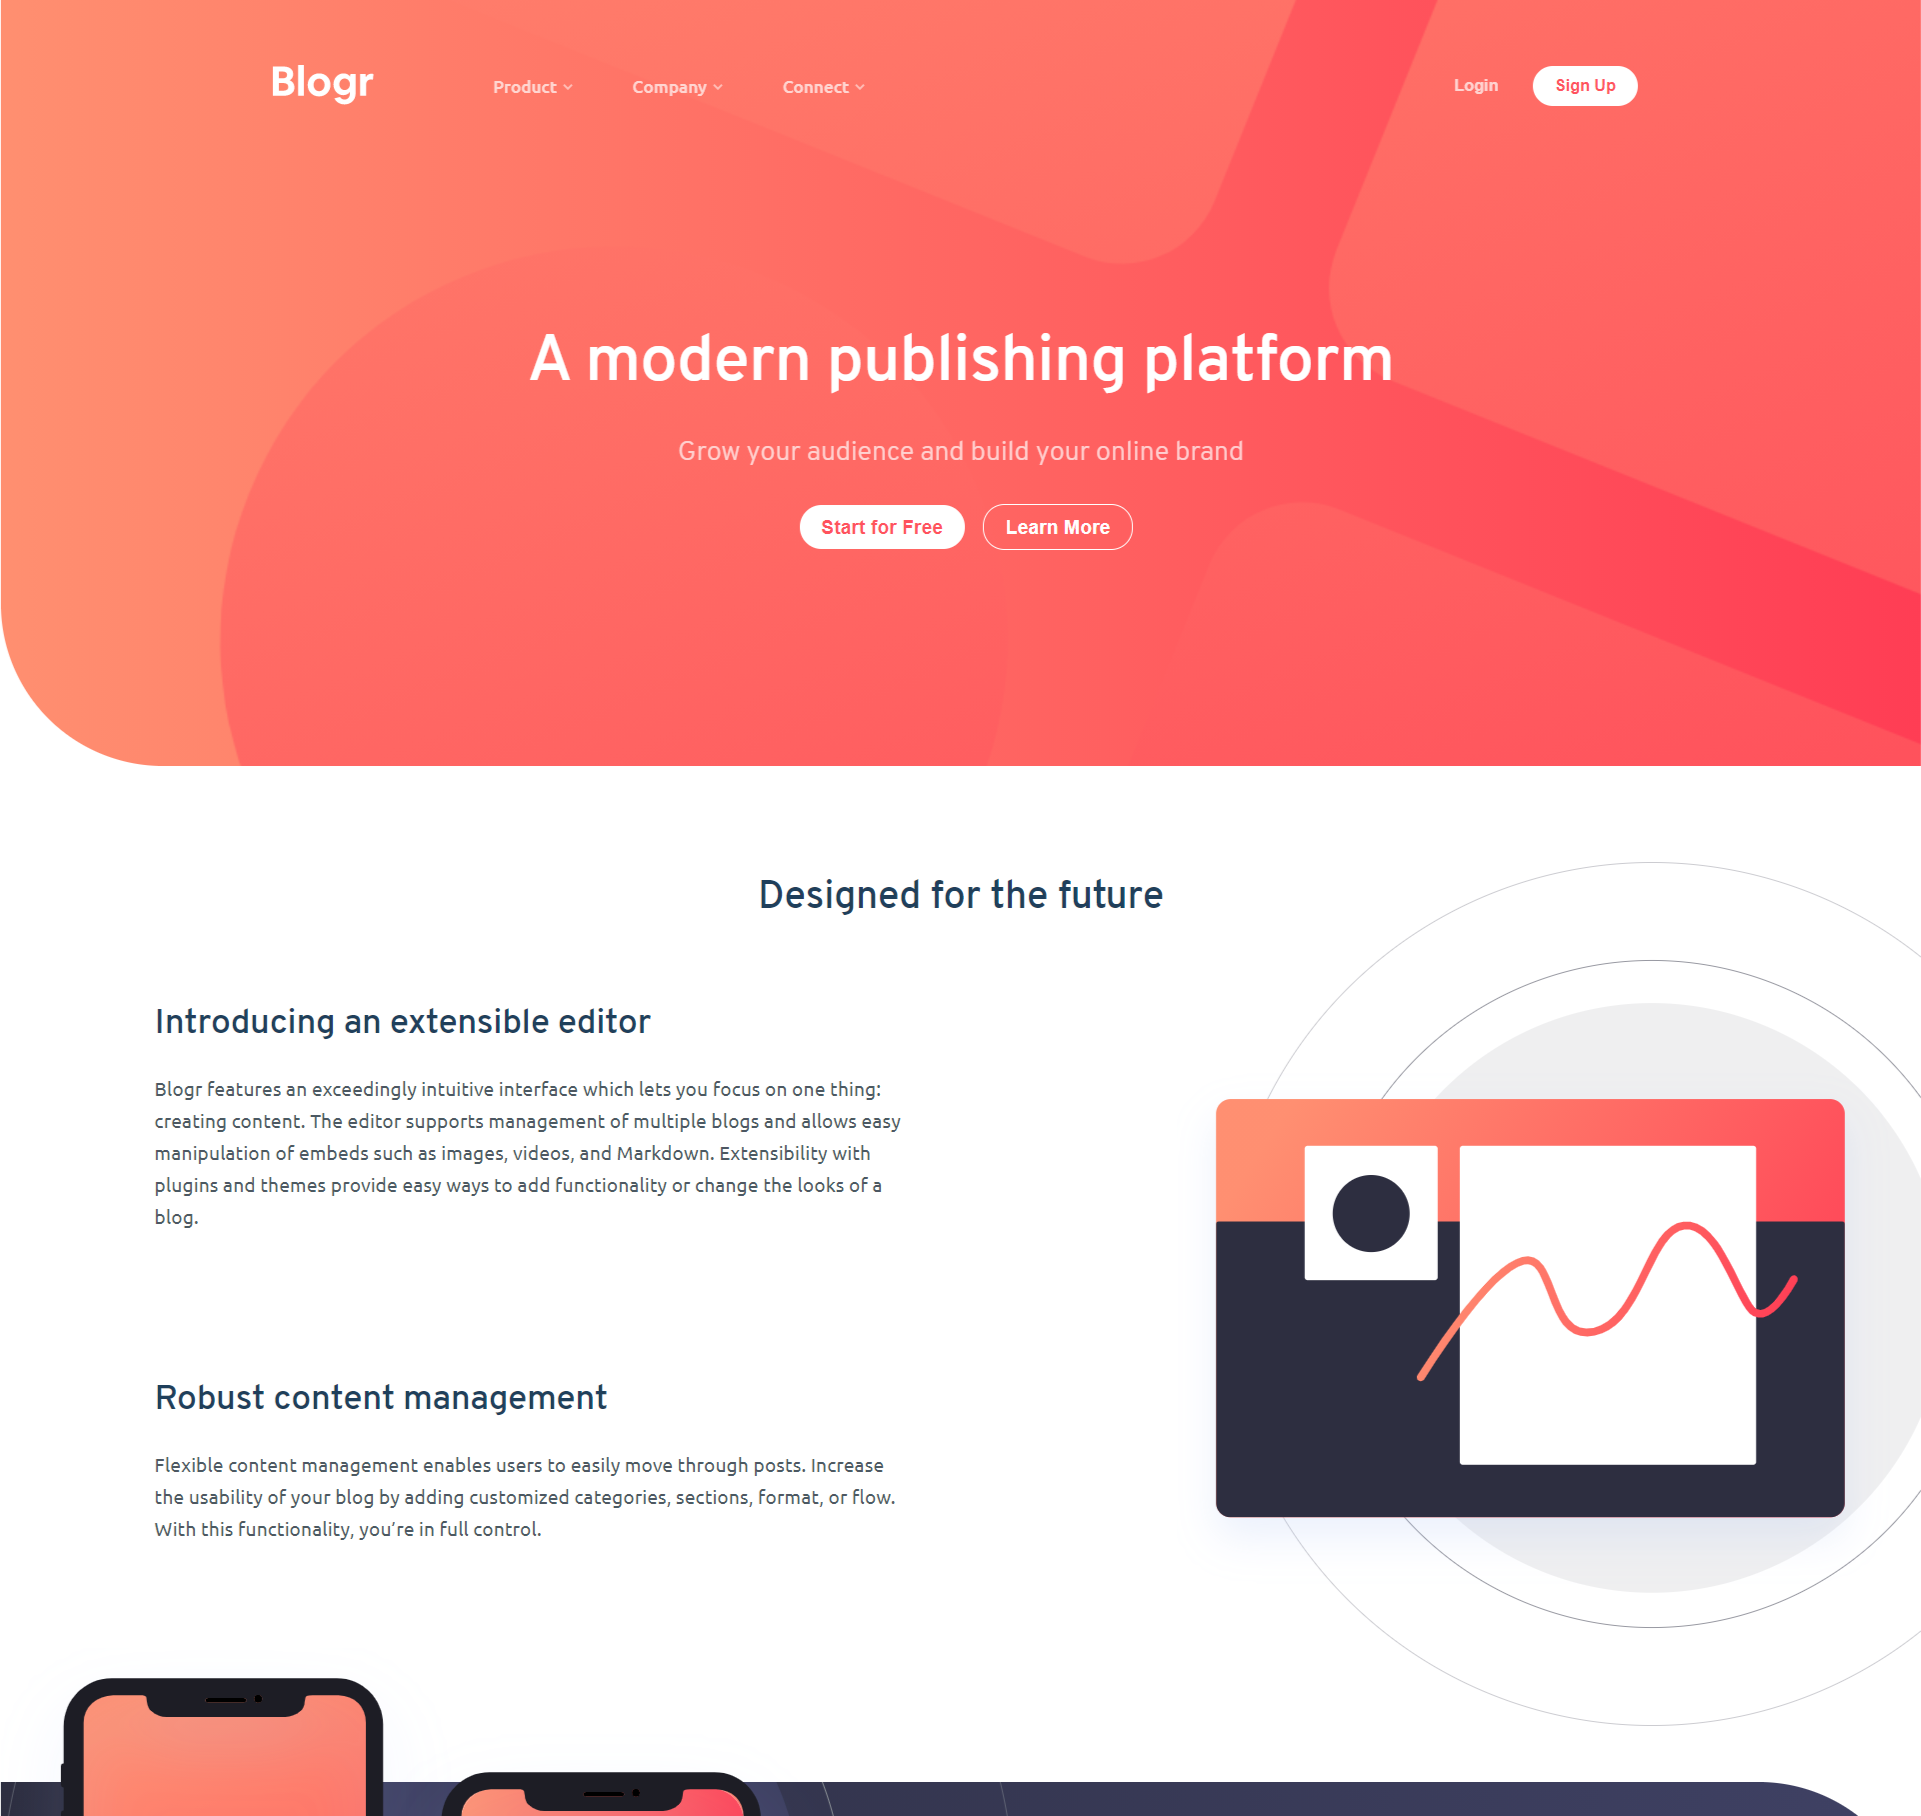 Blogr Product Company Connect Login Sign Up
A modern publishing platform
Grow your audience and build your online brand
Start for Free Learn More
Designed for the future
Introducing an extensible editor
Blogr features an exceedingly intuitive interface which lets you focus on one thing:
creating content. The editor supports management of multiple blogs and allows easy
manipulation of embeds such as images, videos, and Markdown. Extensibility with
plugins and themes provide easy ways to add functionality or change the looks of a
blog.
Robust content management
Flexible content management enables users to easily move through posts. Increase
the usability of your blog by adding customized categories, sections, format, or flow.
With this functionality, you’re in full control.